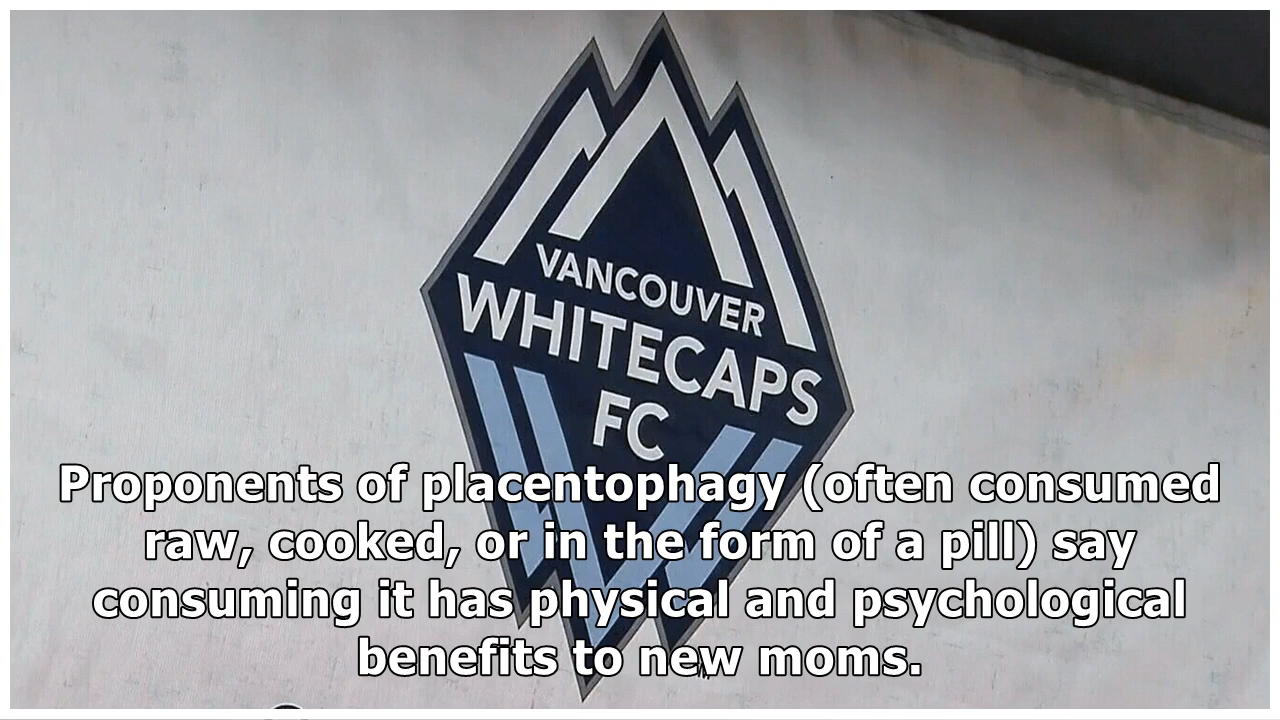 VANCOUVER
WHITECAPS
FC
Proponents of placentophagy (often consumed
raw, cooked, or in the form of a pill) say
consuming it has physical and psychological
benefits to new moms.